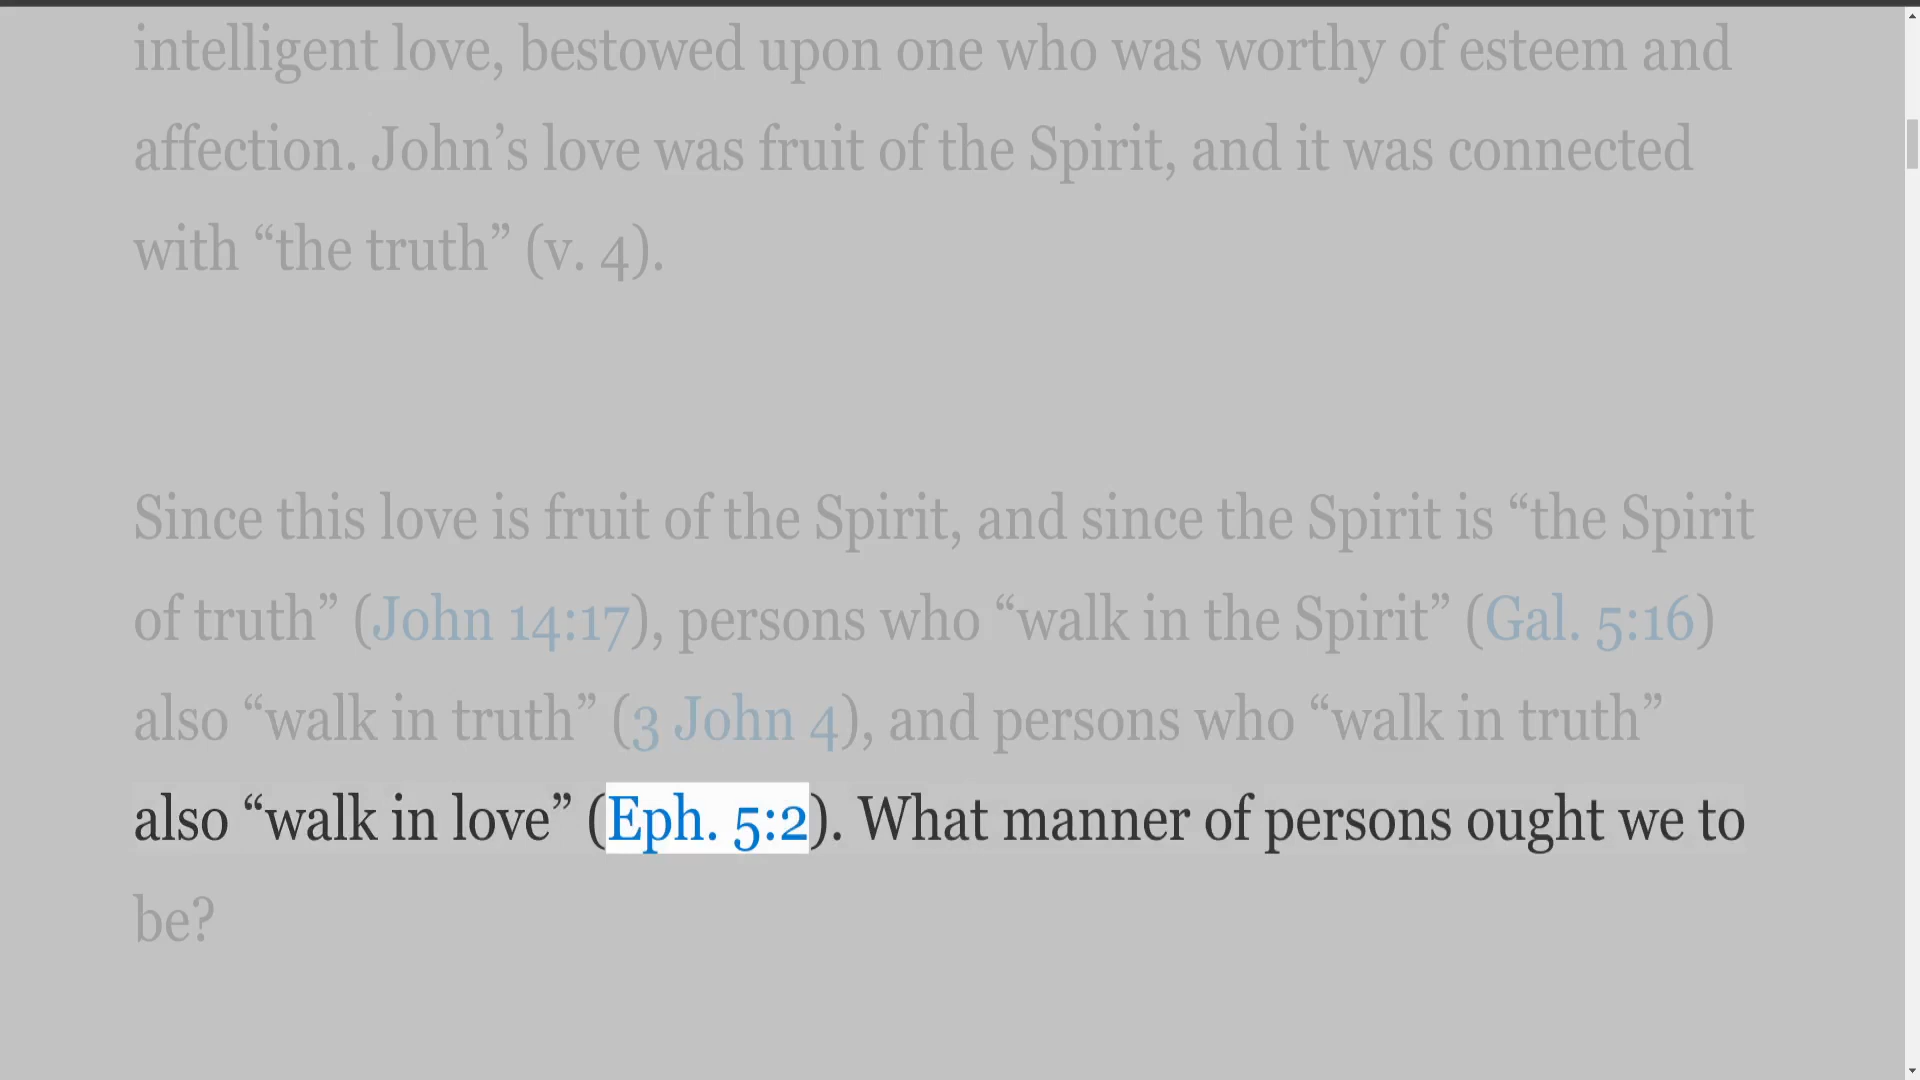 intelligent love, bestowed upon one who was worthy of esteem and
affection. John’s love was fruit of the Spirit, and it was connected
with “the truth” (v. 4).
Since this love is fruit of the Spirit, and since the Spirit is “the Spirit
of truth” (John 14:17), persons who “walk in the Spirit” (Gal. 5:16)
also “walk in truth” (3 John 4), and persons who “walk in truth”
also “walk in love” (Eph. 5:2). What manner of persons ought we to
be?